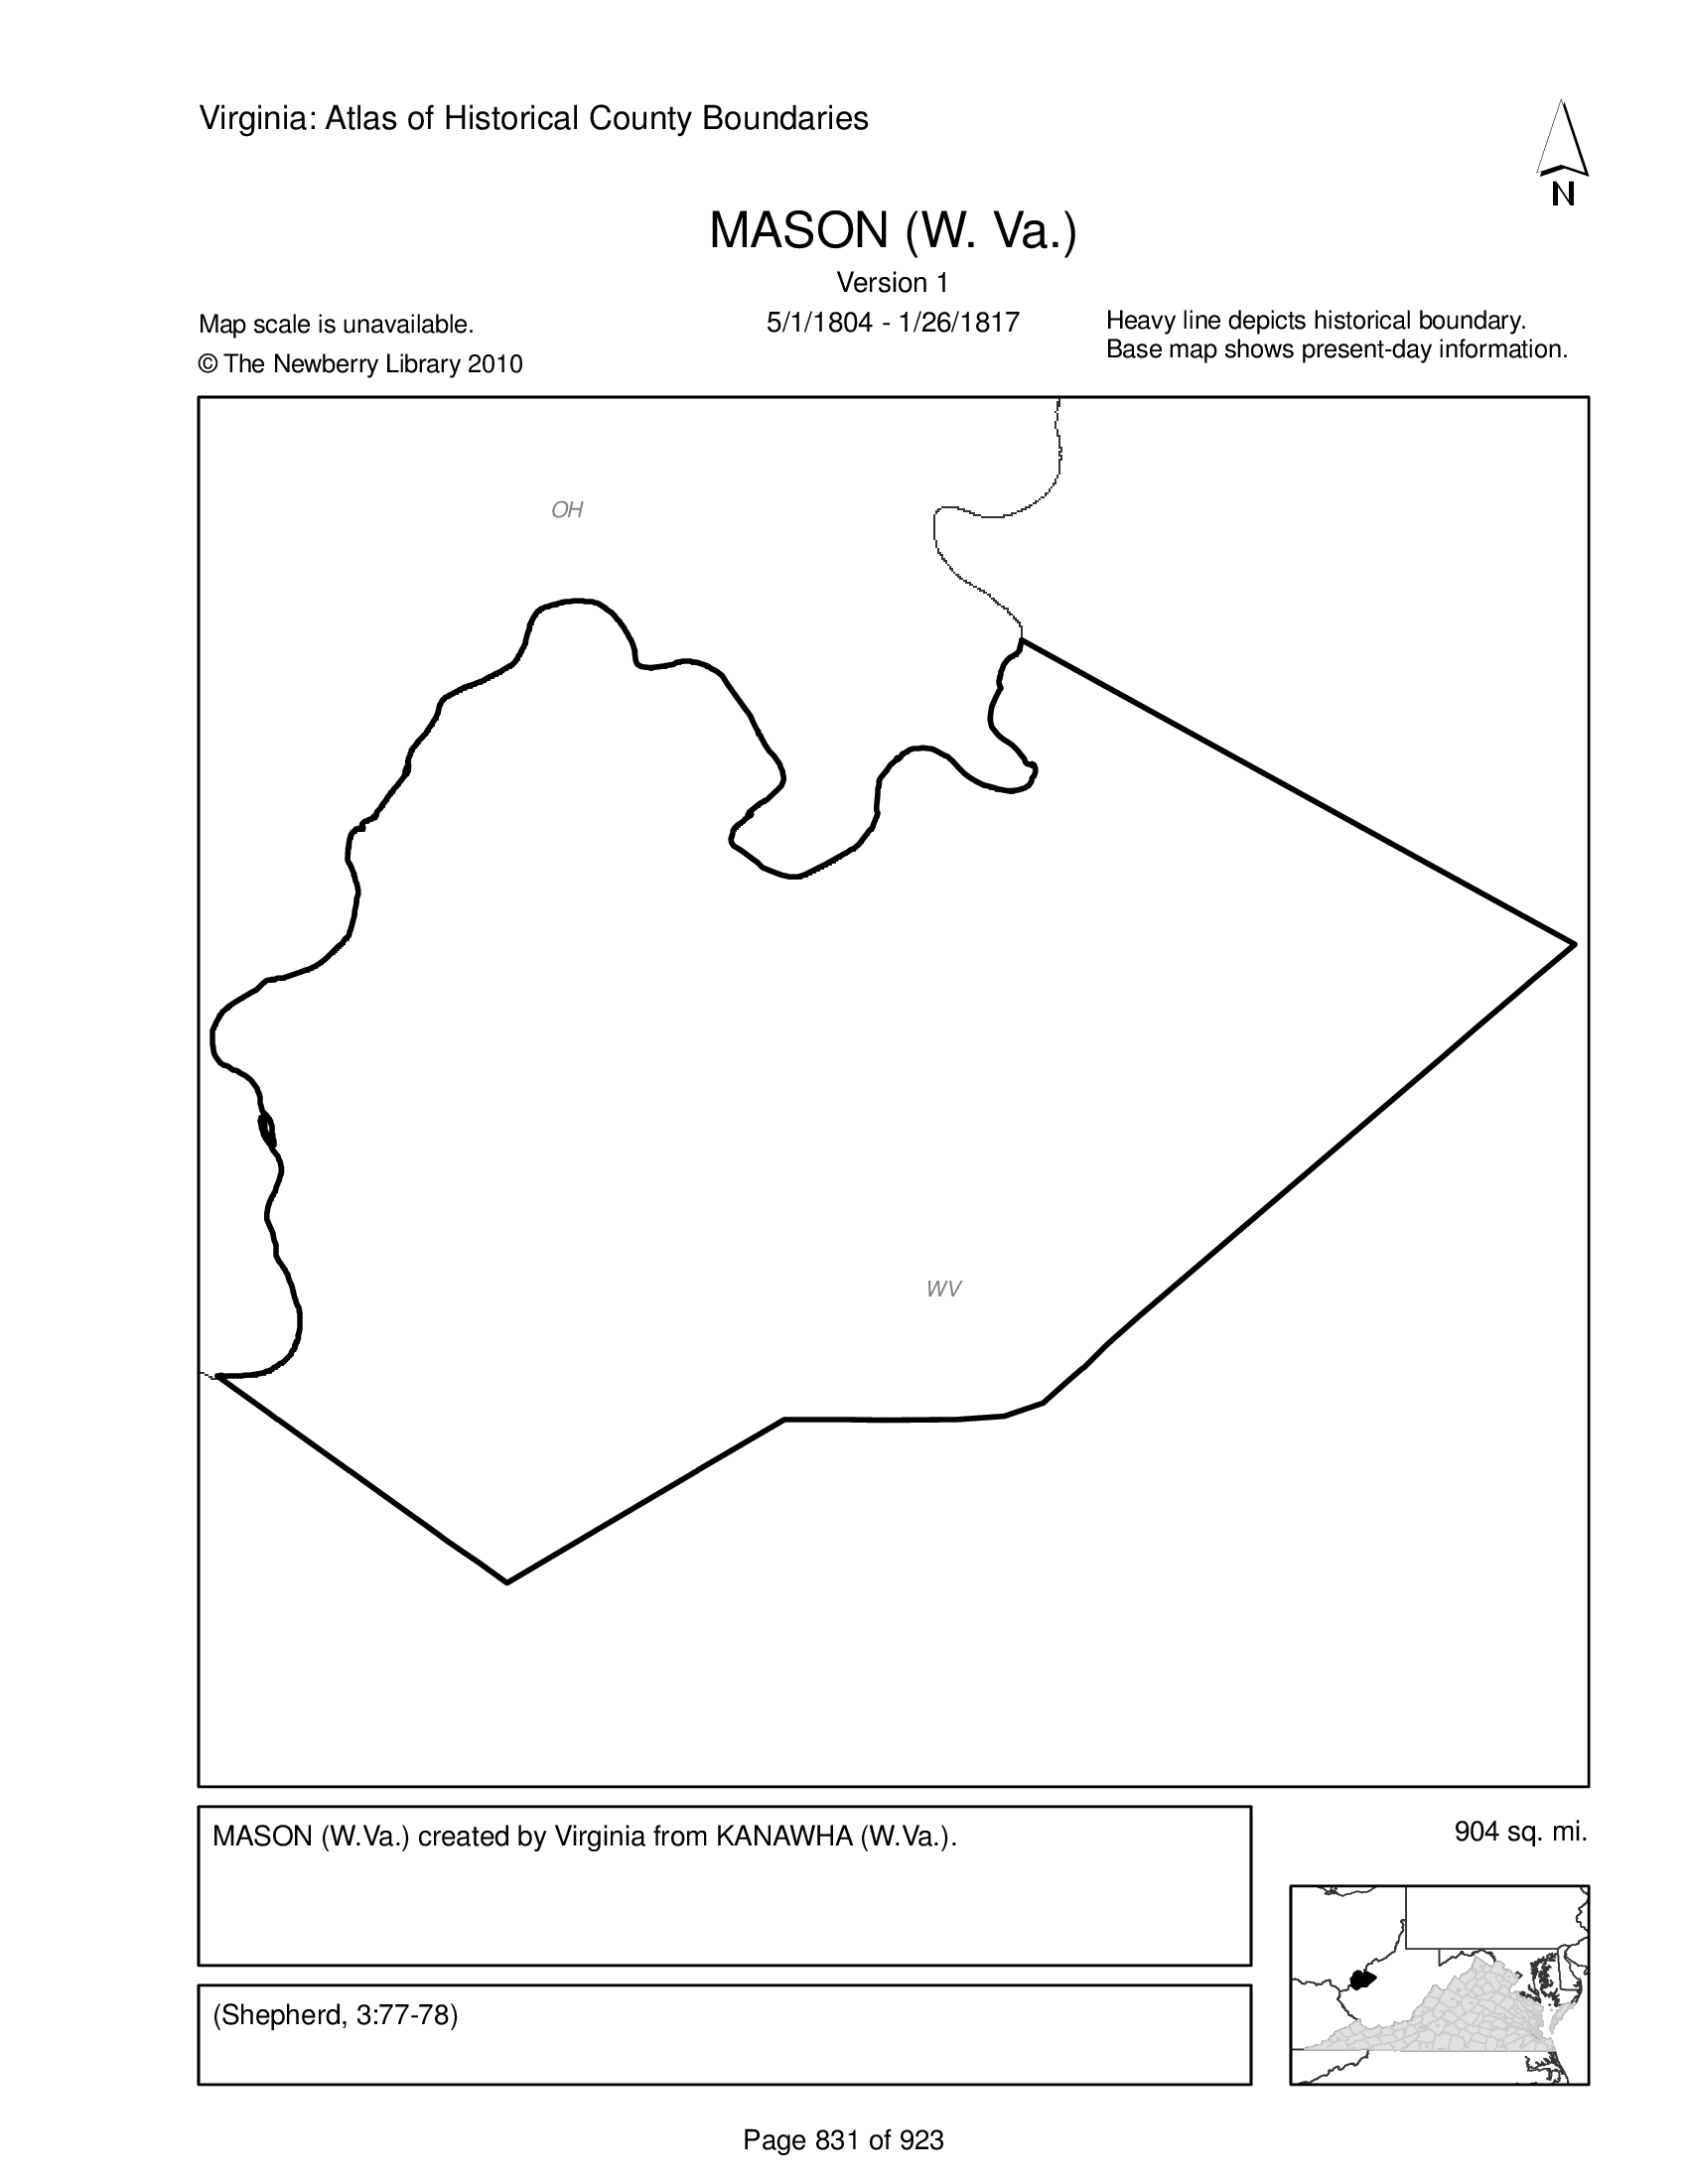 Virginia: Atlas of Historical County Boundaries
N
MASON (W. Va.)
Version 1
5/1/1804 - 1/26/1817
Map scale is unavailable.
© The Newberry Library 2010
Heavy line depicts historical boundary.
Base map shows present-day information.
OH
WV
MASON (W.Va.) created by Virginia from KANAWHA (W.Va.).
904 sq. mi.
(Shepherd, 3:77-78)
Page 831 of 923